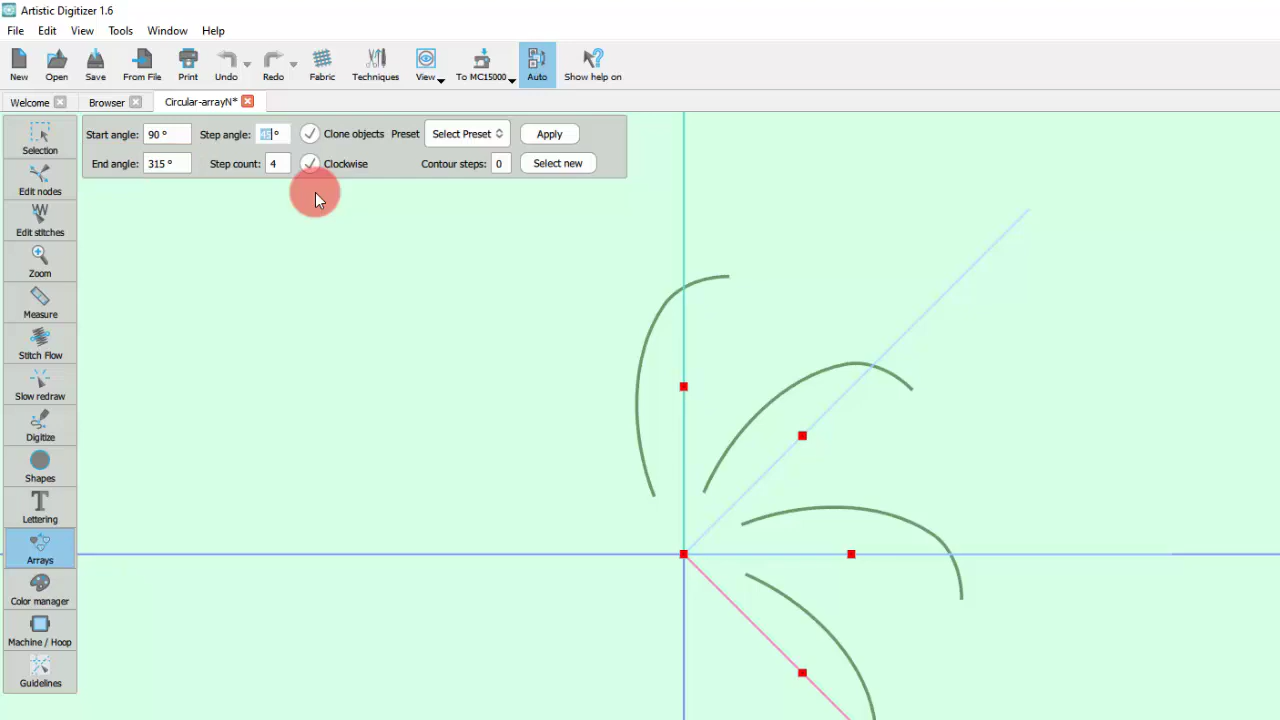 Artistic Digitizer 1.6
File Edit View Tools Window Help
New Open Save From File Print Undo Redo Fabric Techniques View To MC15000 Auto Show help on
Welcome Browser Circular-arrayN*
Start angle: 90 ° Step angle: 45 ° Clone objects Preset Select Preset Apply
End angle: 315 ° Step count: 4 Clockwise Contour steps: 0 Select new
Selection
Edit nodes
Edit stitches
Zoom
Measure
Stitch Flow
Slow redraw
Digitize
Shapes
Lettering
Arrays
Color manager
Machine / Hoop
Guidelines